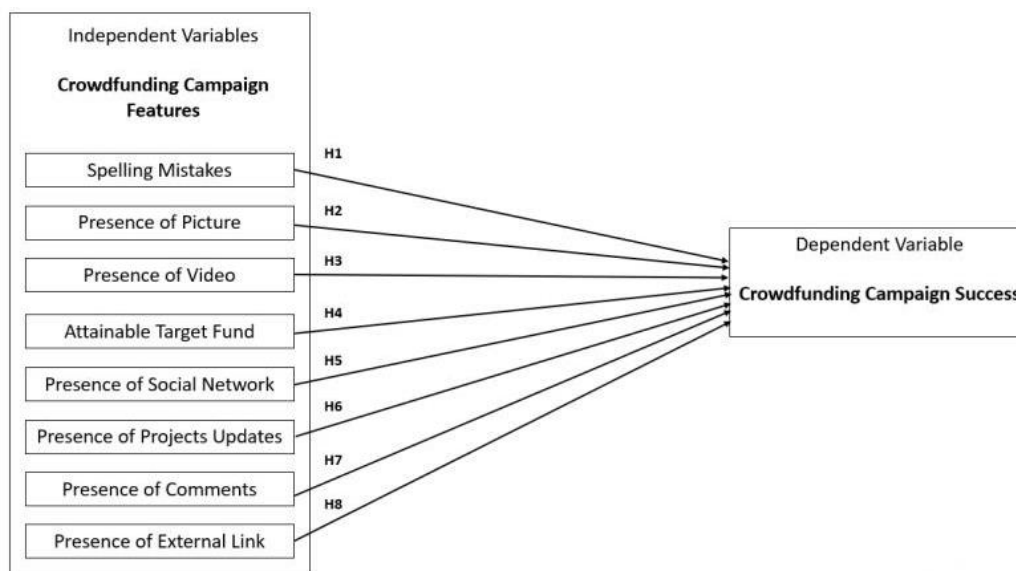 Independent Variables
Crowdfunding Campaign
Features
Spelling Mistakes
Presence of Picture
Presence of Video
Attainable Target Fund
Presence of Social Network
Presence of Projects Updates
Presence of Comments
Presence of External Link
H1
H2
H3
H4
H5
H6
H7
H8
Dependent Variable
Crowdfunding Campaign Success